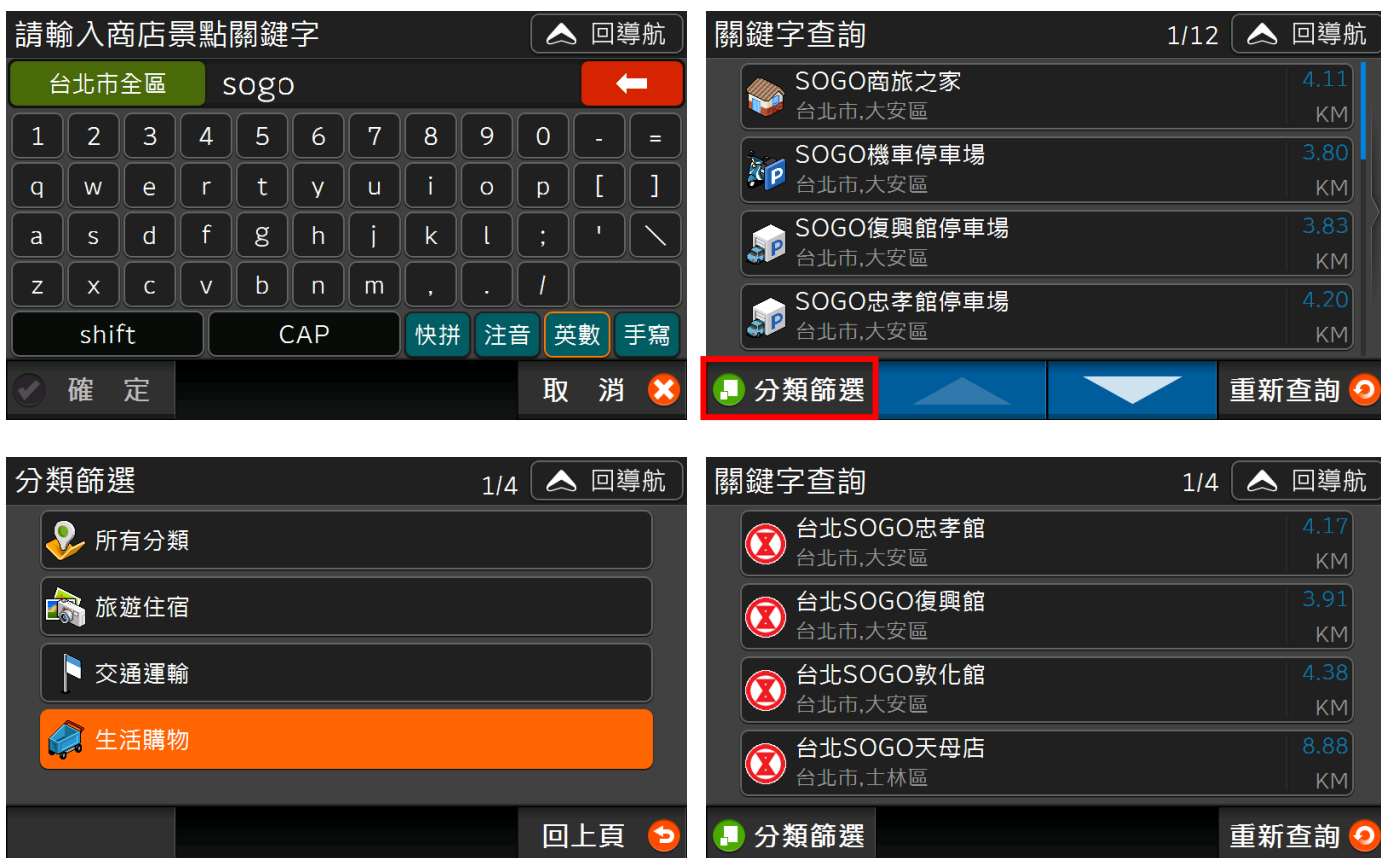 請輸入商店景點關鍵字 回導航
台北市全區 sogo
1 2 3 4 5 6 7 8 9 0 - =
q w e r t y u i o p [ ]
a s d f g h j k l ; ' \
z x c v b n m , . /
shift CAP 快拼 注音 英數 手寫
確 定 取 消
關鍵字查詢 1/12 回導航
SOGO商旅之家 4.11
台北市,大安區 KM
SOGO機車停車場 3.80
台北市,大安區 KM
SOGO復興館停車場 3.83
台北市,大安區 KM
SOGO忠孝館停車場 4.20
台北市,大安區 KM
分類篩選 重新查詢
分類篩選 1/4 回導航
所有分類
旅遊住宿
交通運輸
生活購物
回上頁
關鍵字查詢 1/4 回導航
台北SOGO忠孝館 4.17
台北市,大安區 KM
台北SOGO復興館 3.91
台北市,大安區 KM
台北SOGO敦化館 4.38
台北市,大安區 KM
台北SOGO天母店 8.88
台北市,士林區 KM
分類篩選 重新查詢